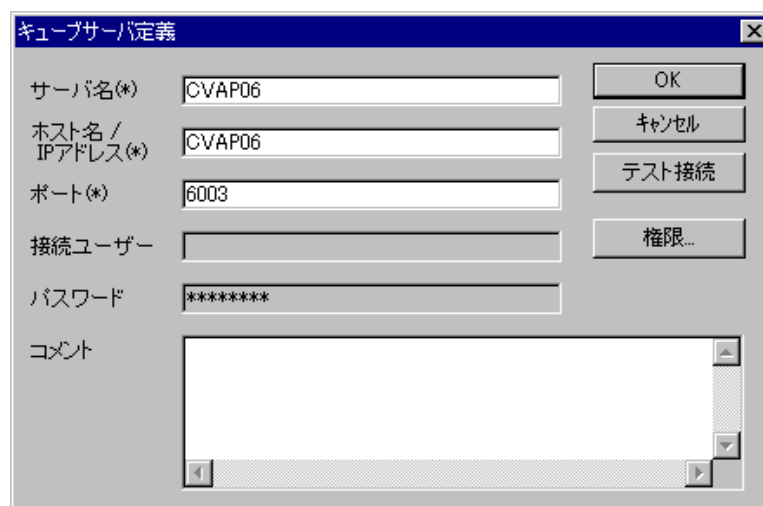 キューブサーバ定義
サーバ名(*)
CVAP06
OK
ホスト名 /
IPアドレス(*)
CVAP06
キャンセル
ポート(*)
6003
テスト接続
接続ユーザー
権限...
パスワード
********
コメント